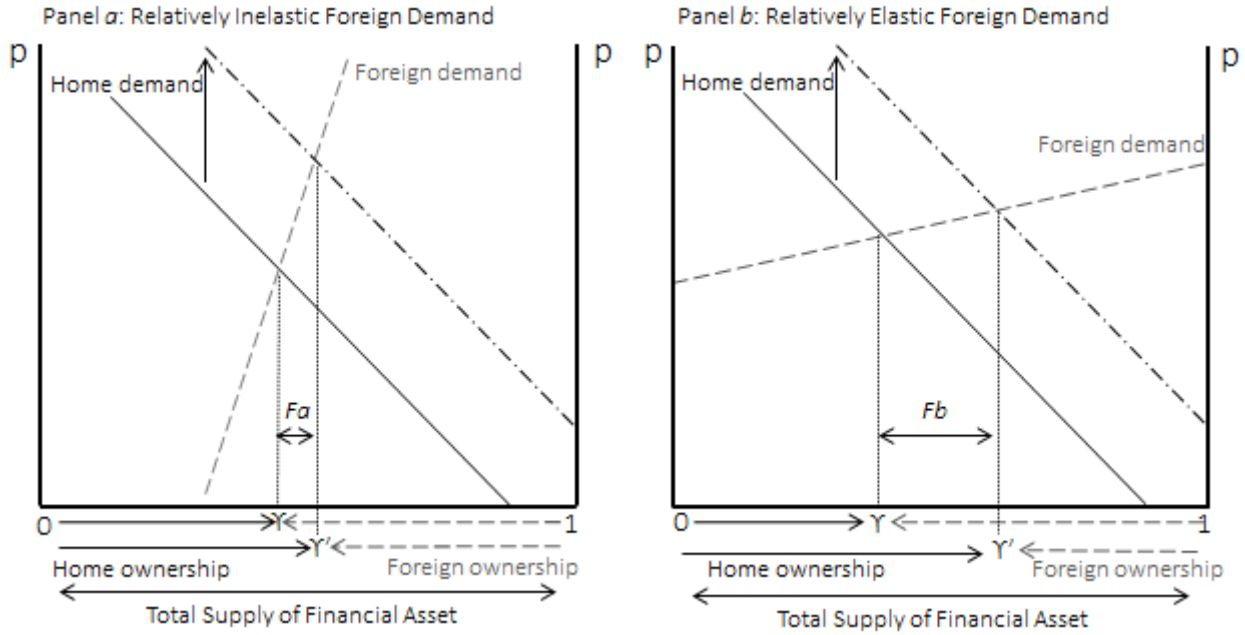 Panel a: Relatively Inelastic Foreign Demand
p
p
Home demand
Foreign demand
Fa
0
ϒ
1
ϒ′
Home ownership
Foreign ownership
Total Supply of Financial Asset
Panel b: Relatively Elastic Foreign Demand
p
p
Home demand
Foreign demand
Fb
0
ϒ
1
ϒ′
Home ownership
Foreign ownership
Total Supply of Financial Asset